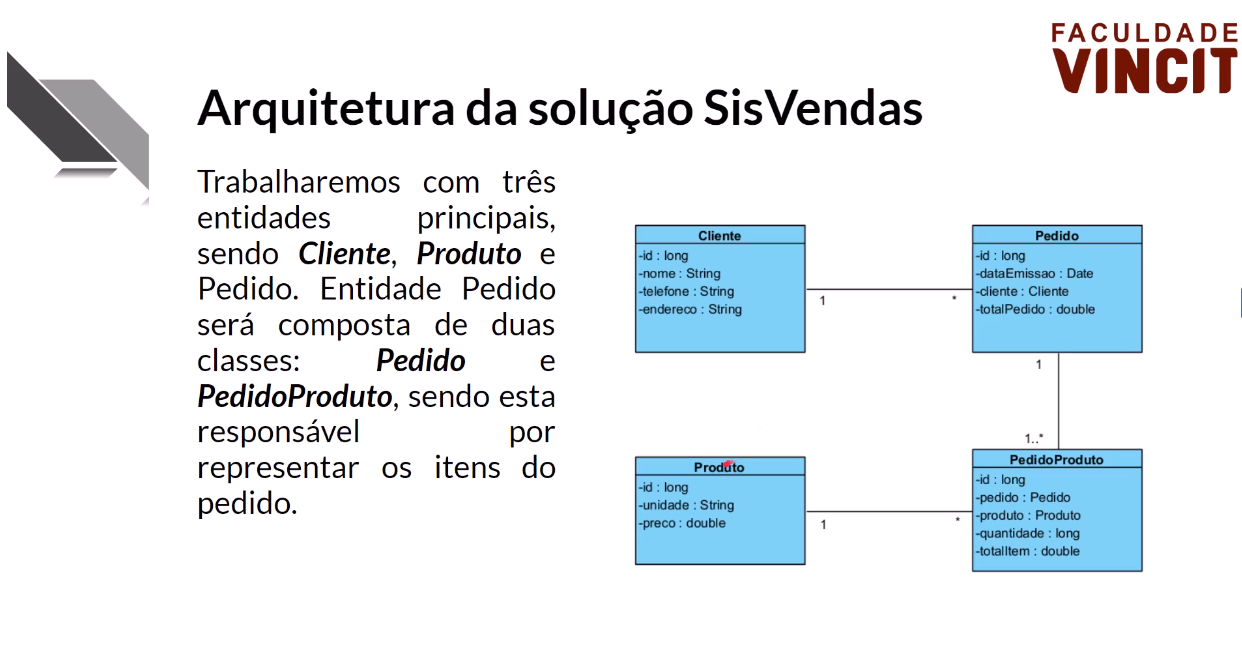 FACULDADE
VINCIT
Arquitetura da solução SisVendas
Trabalharemos com três
entidades principais,
sendo Cliente, Produto e
Pedido. Entidade Pedido
será composta de duas
classes: Pedido e
PedidoProduto, sendo esta
responsável por
representar os itens do
pedido.
Cliente
-id : long
-nome : String
-telefone : String
-endereco : String
1
*
Pedido
-id : long
-dataEmissao : Date
-cliente : Cliente
-totalPedido : double
1
1..*
Produto
-id : long
-unidade : String
-preco : double
1
*
PedidoProduto
-id : long
-pedido : Pedido
-produto : Produto
-quantidade : long
-totalItem : double